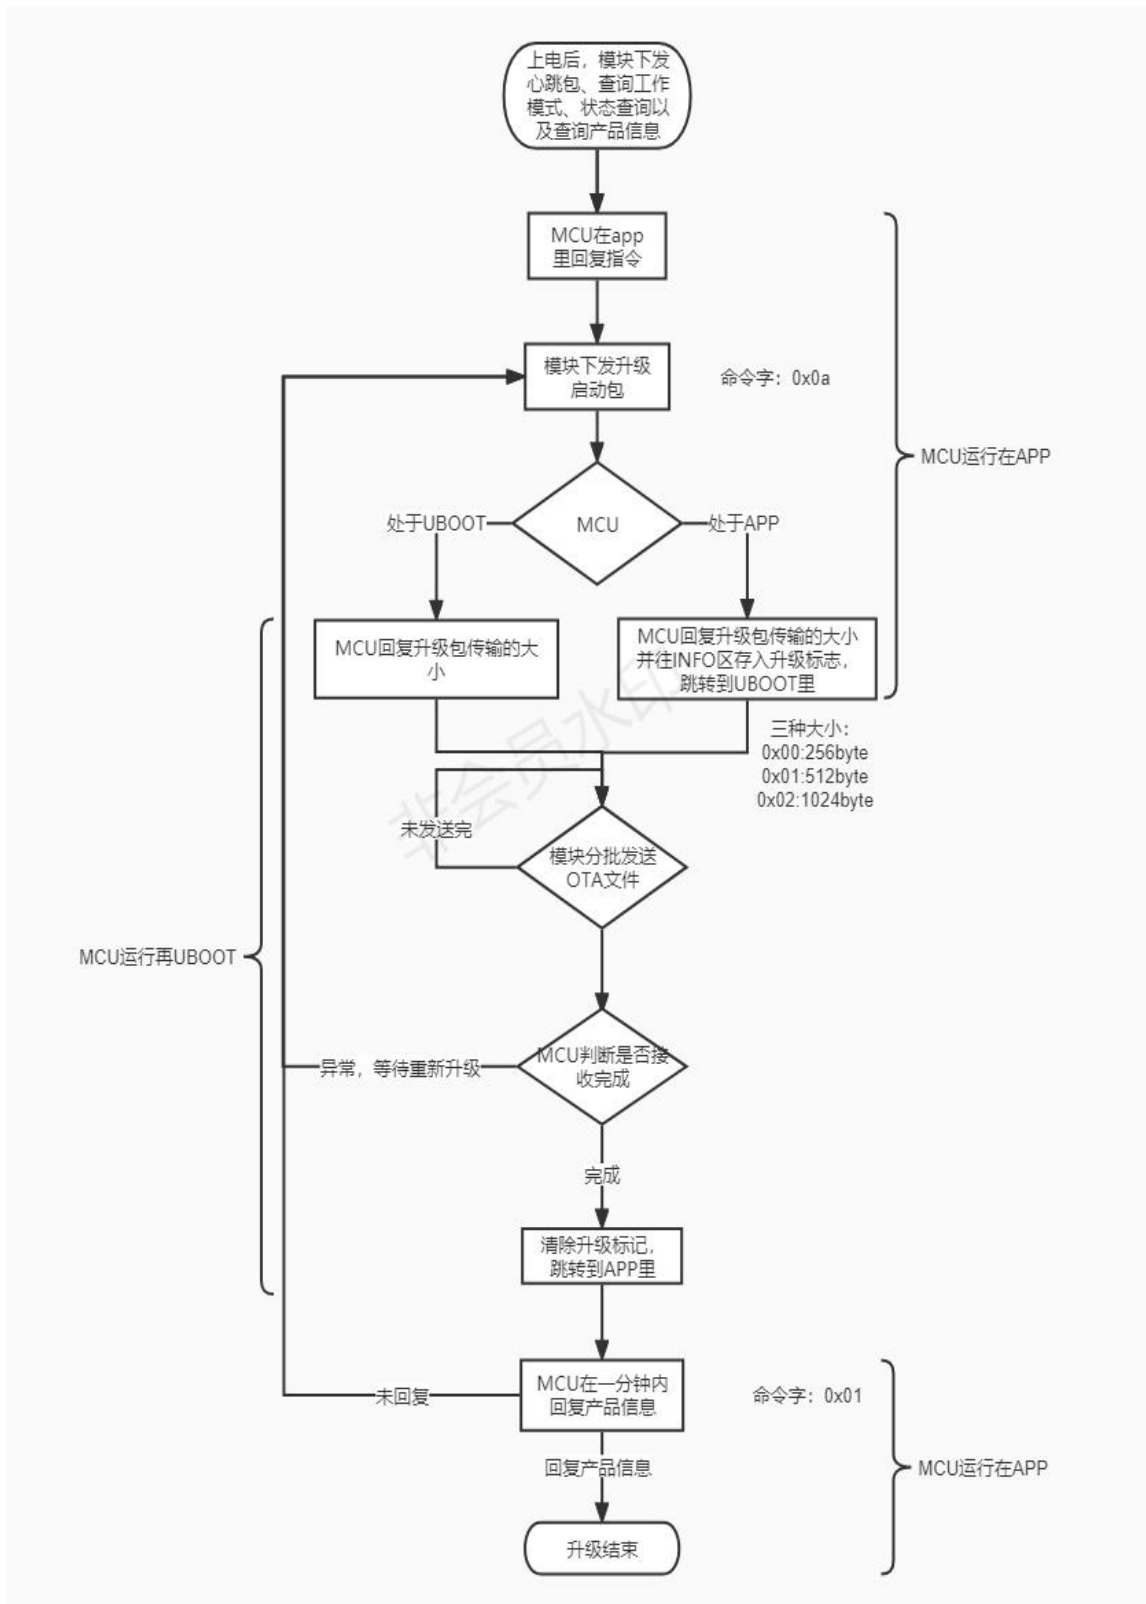 上电后，模块下发
心跳包、查询工作
模式、状态查询以
及查询产品信息
MCU在app
里回复指令
模块下发升级
启动包
命令字：0x0a
MCU运行在APP
处于UBOOT
MCU
处于APP
MCU回复升级包传输的大
小
MCU回复升级包传输的大小
并往INFO区存入升级标志，
跳转到UBOOT里
三种大小：
0x00:256byte
0x01:512byte
0x02:1024byte
非会员水印
未发送完
模块分批发送
OTA文件
MCU运行再UBOOT
异常，等待重新升级
MCU判断是否接
收完成
完成
清除升级标记，
跳转到APP里
MCU在一分钟内
回复产品信息
未回复
命令字：0x01
回复产品信息
MCU运行在APP
升级结束